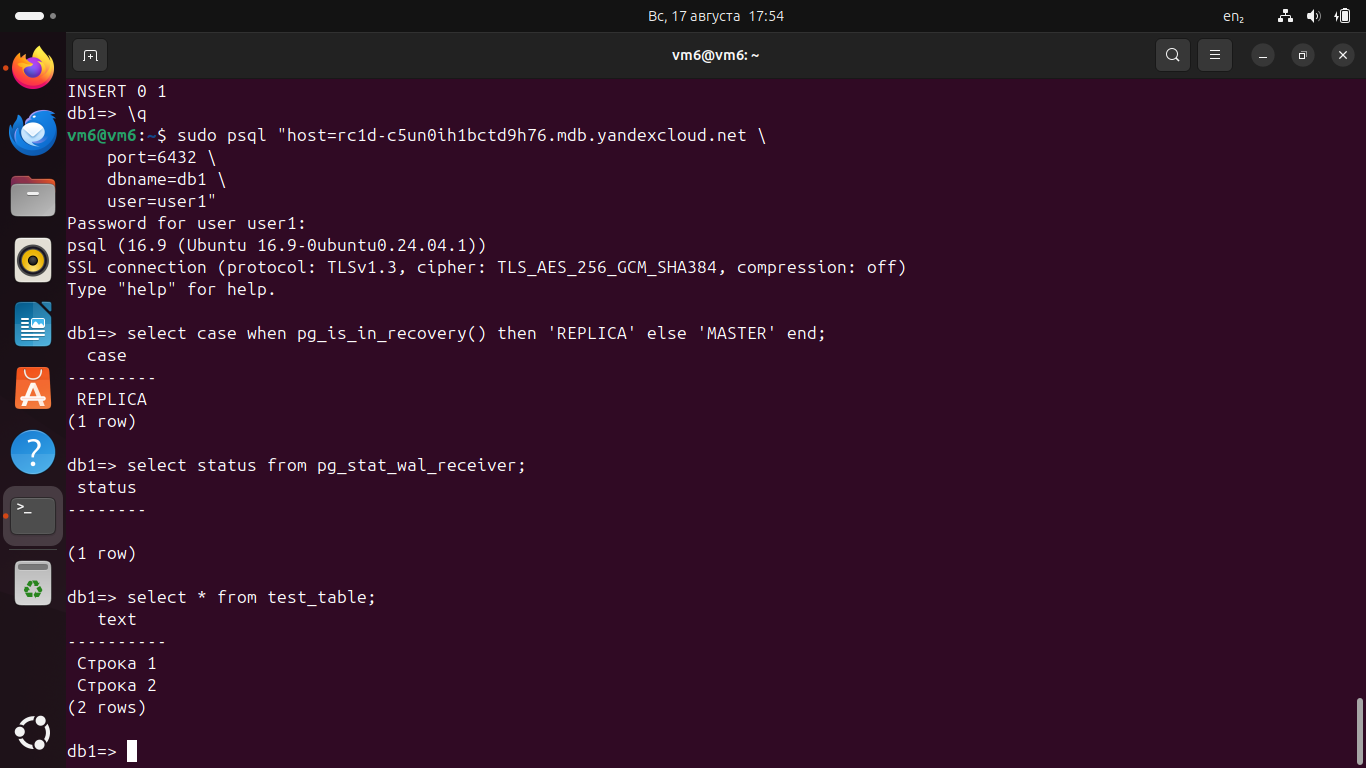 Вс, 17 августа 17:54
en₂
vm6@vm6: ~
INSERT 0 1
db1=> \q
vm6@vm6:~$ sudo psql "host=rc1d-c5un0ih1bctd9h76.mdb.yandexcloud.net \
    port=6432 \
    dbname=db1 \
    user=user1"
Password for user user1:
psql (16.9 (Ubuntu 16.9-0ubuntu0.24.04.1))
SSL connection (protocol: TLSv1.3, cipher: TLS_AES_256_GCM_SHA384, compression: off)
Type "help" for help.
db1=> select case when pg_is_in_recovery() then 'REPLICA' else 'MASTER' end;
  case
---------
 REPLICA
(1 row)
db1=> select status from pg_stat_wal_receiver;
 status
--------
(1 row)
db1=> select * from test_table;
   text
----------
 Строка 1
 Строка 2
(2 rows)
db1=>